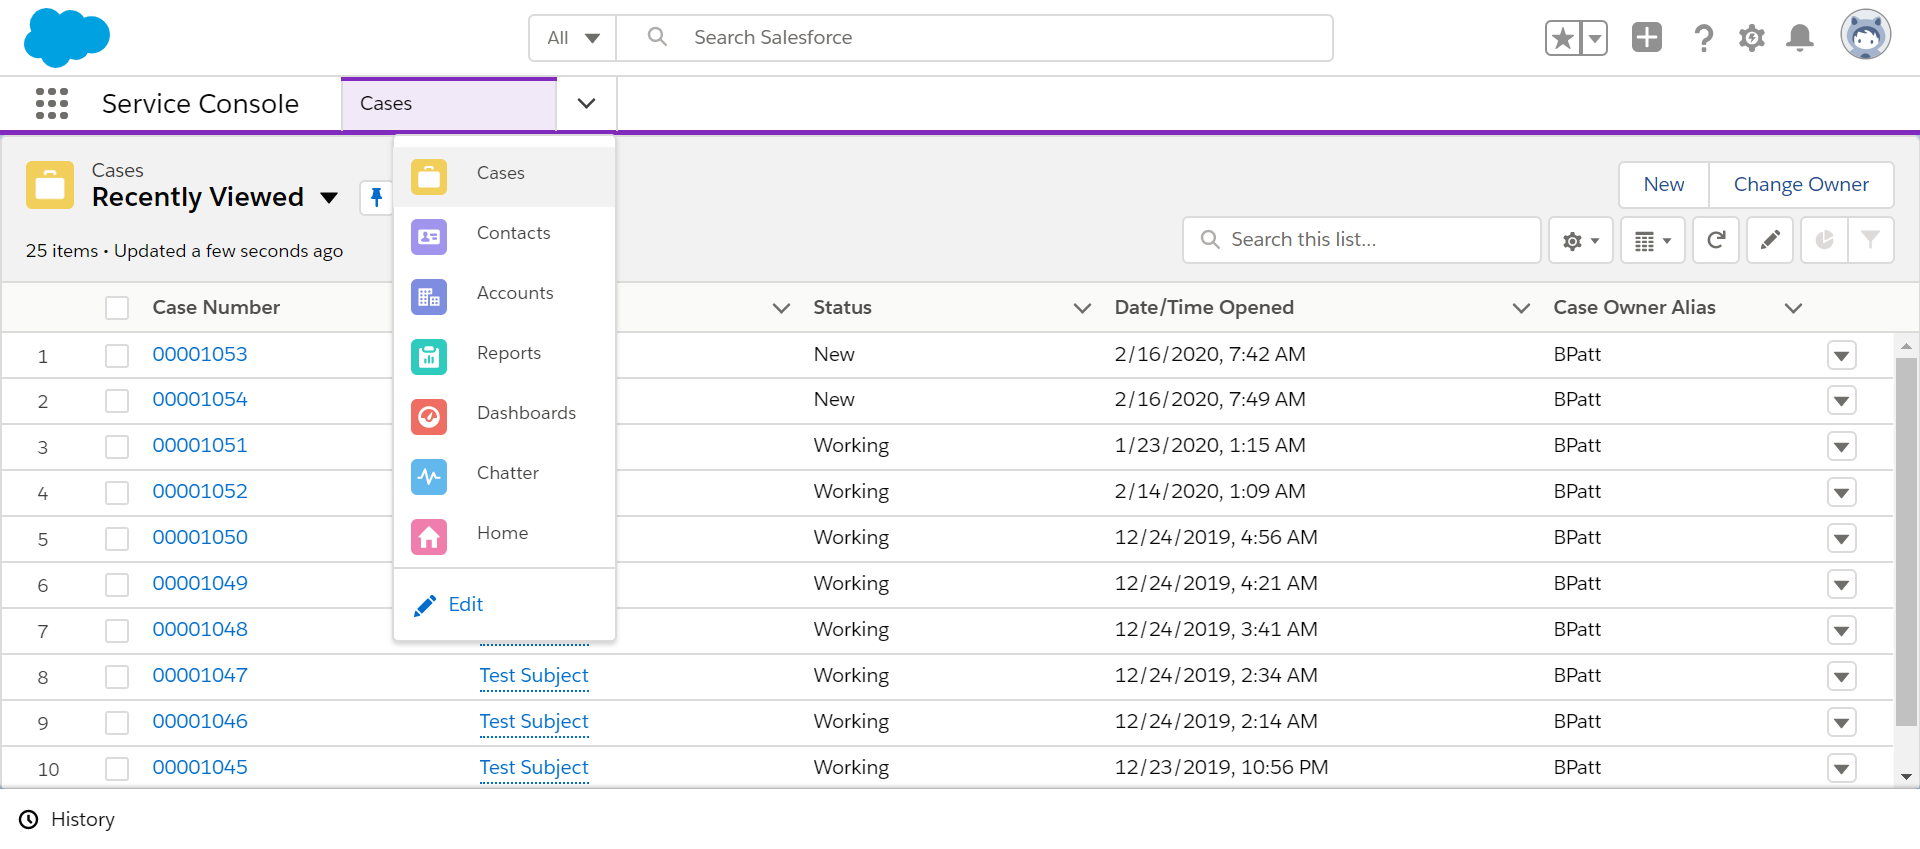 All
Search Salesforce
Service Console
Cases
Cases
Contacts
Accounts
Reports
Dashboards
Chatter
Home
Edit
Cases
Recently Viewed
25 items • Updated a few seconds ago
New
Change Owner
Search this list...
Case Number Status Date/Time Opened Case Owner Alias
1 00001053 New 2/16/2020, 7:42 AM BPatt
2 00001054 New 2/16/2020, 7:49 AM BPatt
3 00001051 Working 1/23/2020, 1:15 AM BPatt
4 00001052 Working 2/14/2020, 1:09 AM BPatt
5 00001050 Working 12/24/2019, 4:56 AM BPatt
6 00001049 Working 12/24/2019, 4:21 AM BPatt
7 00001048 Working 12/24/2019, 3:41 AM BPatt
8 00001047 Test Subject Working 12/24/2019, 2:34 AM BPatt
9 00001046 Test Subject Working 12/24/2019, 2:14 AM BPatt
10 00001045 Test Subject Working 12/23/2019, 10:56 PM BPatt
History